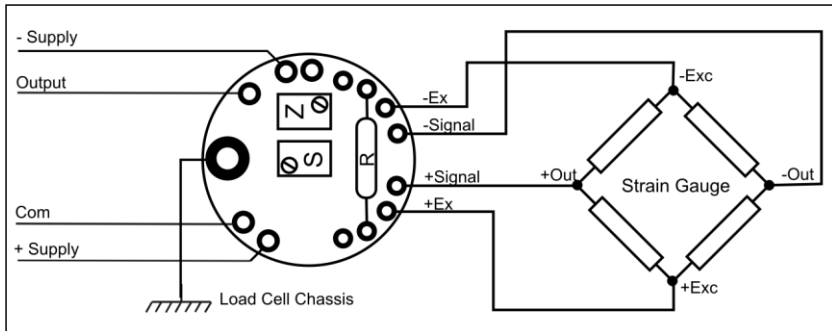 - Supply
Output
Com
+ Supply
Load Cell Chassis
Z
S
R
-Ex
-Signal
+Signal
+Ex
-Exc
+Out
Strain Gauge
-Out
+Exc